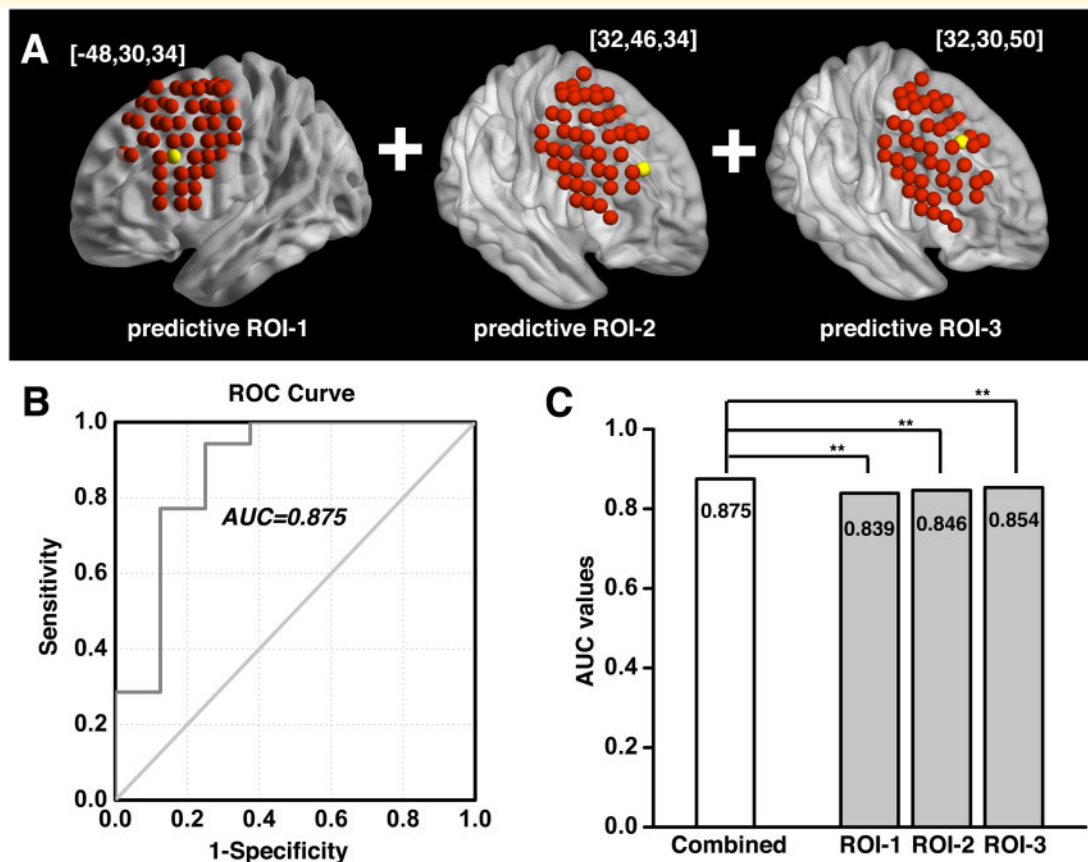 A
[-48,30,34]
[32,46,34]
[32,30,50]
predictive ROI-1
predictive ROI-2
predictive ROI-3
B
ROC Curve
1.0
0.8
0.6
0.4
0.2
0.0
Sensitivity
AUC=0.875
0.0 0.2 0.4 0.6 0.8 1.0
1-Specificity
C
**
**
**
1.0
0.8
0.6
0.4
0.2
0.0
AUC values
0.875
0.839
0.846
0.854
Combined ROI-1 ROI-2 ROI-3